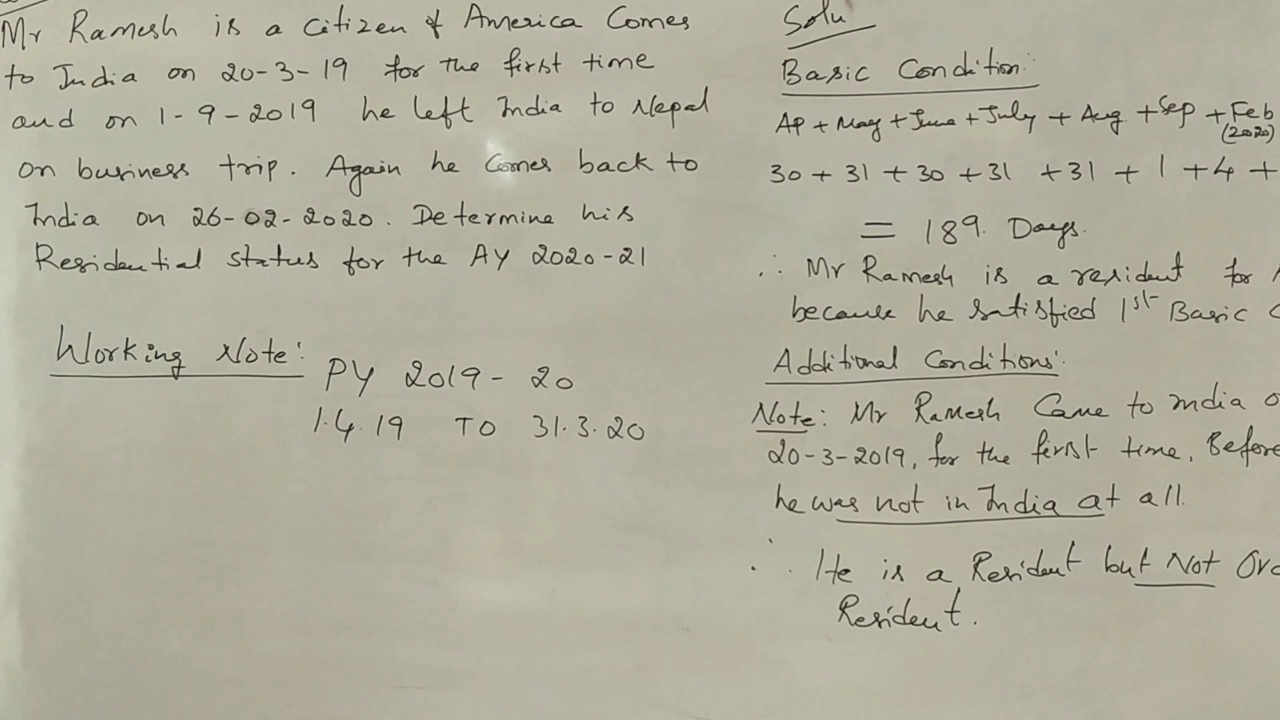 Mr Ramesh is a citizen of America Comes
to India on 20-3-19 for the first time
and on 1-9-2019 he left India to Nepal
on business trip. Again he Comes back to
India on 26-02-2020. Determine his
Residential status for the AY 2020-21
Working Note:
PY 2019-20
1.4.19 TO 31.3.20
Solu
Basic Condition:
AP + May + June + July + Aug + Sep + Feb
(2020)
30 + 31 + 30 + 31 + 31 + 1 + 4 +
= 189 Days.
∴ Mr Ramesh is a resident for
because he satisfied 1st Basic
Additional Conditions:
Note: Mr Ramesh Came to India
20-3-2019, for the first time. Before
he was not in India at all.
∴ He is a Resident but Not
Resident.